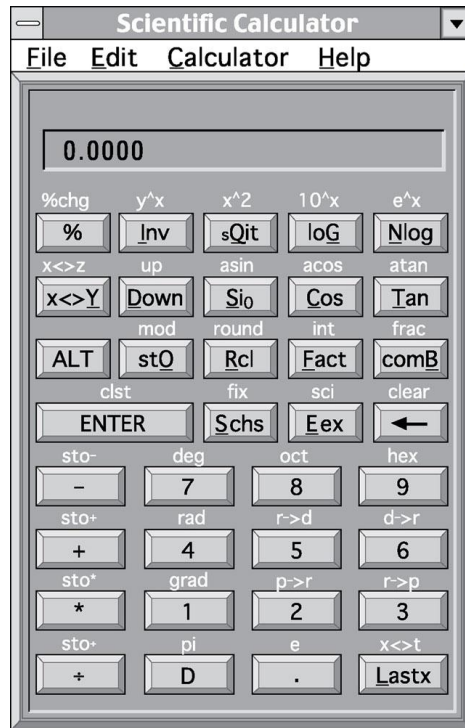 Scientific Calculator
File Edit Calculator Help
0.0000
%chg y^x x^2 10^x e^x
% Inv sQit loG Nlog
x<>z up asin acos atan
x<>Y Down Si₀ Cos Tan
mod round int frac
ALT stO Rcl Fact comB
clst fix sci clear
ENTER Schs Eex ←
sto- deg oct hex
- 7 8 9
sto+ rad r->d d->r
+ 4 5 6
sto* grad p->r r->p
* 1 2 3
sto÷ pi e x<>t
÷ D . Lastx